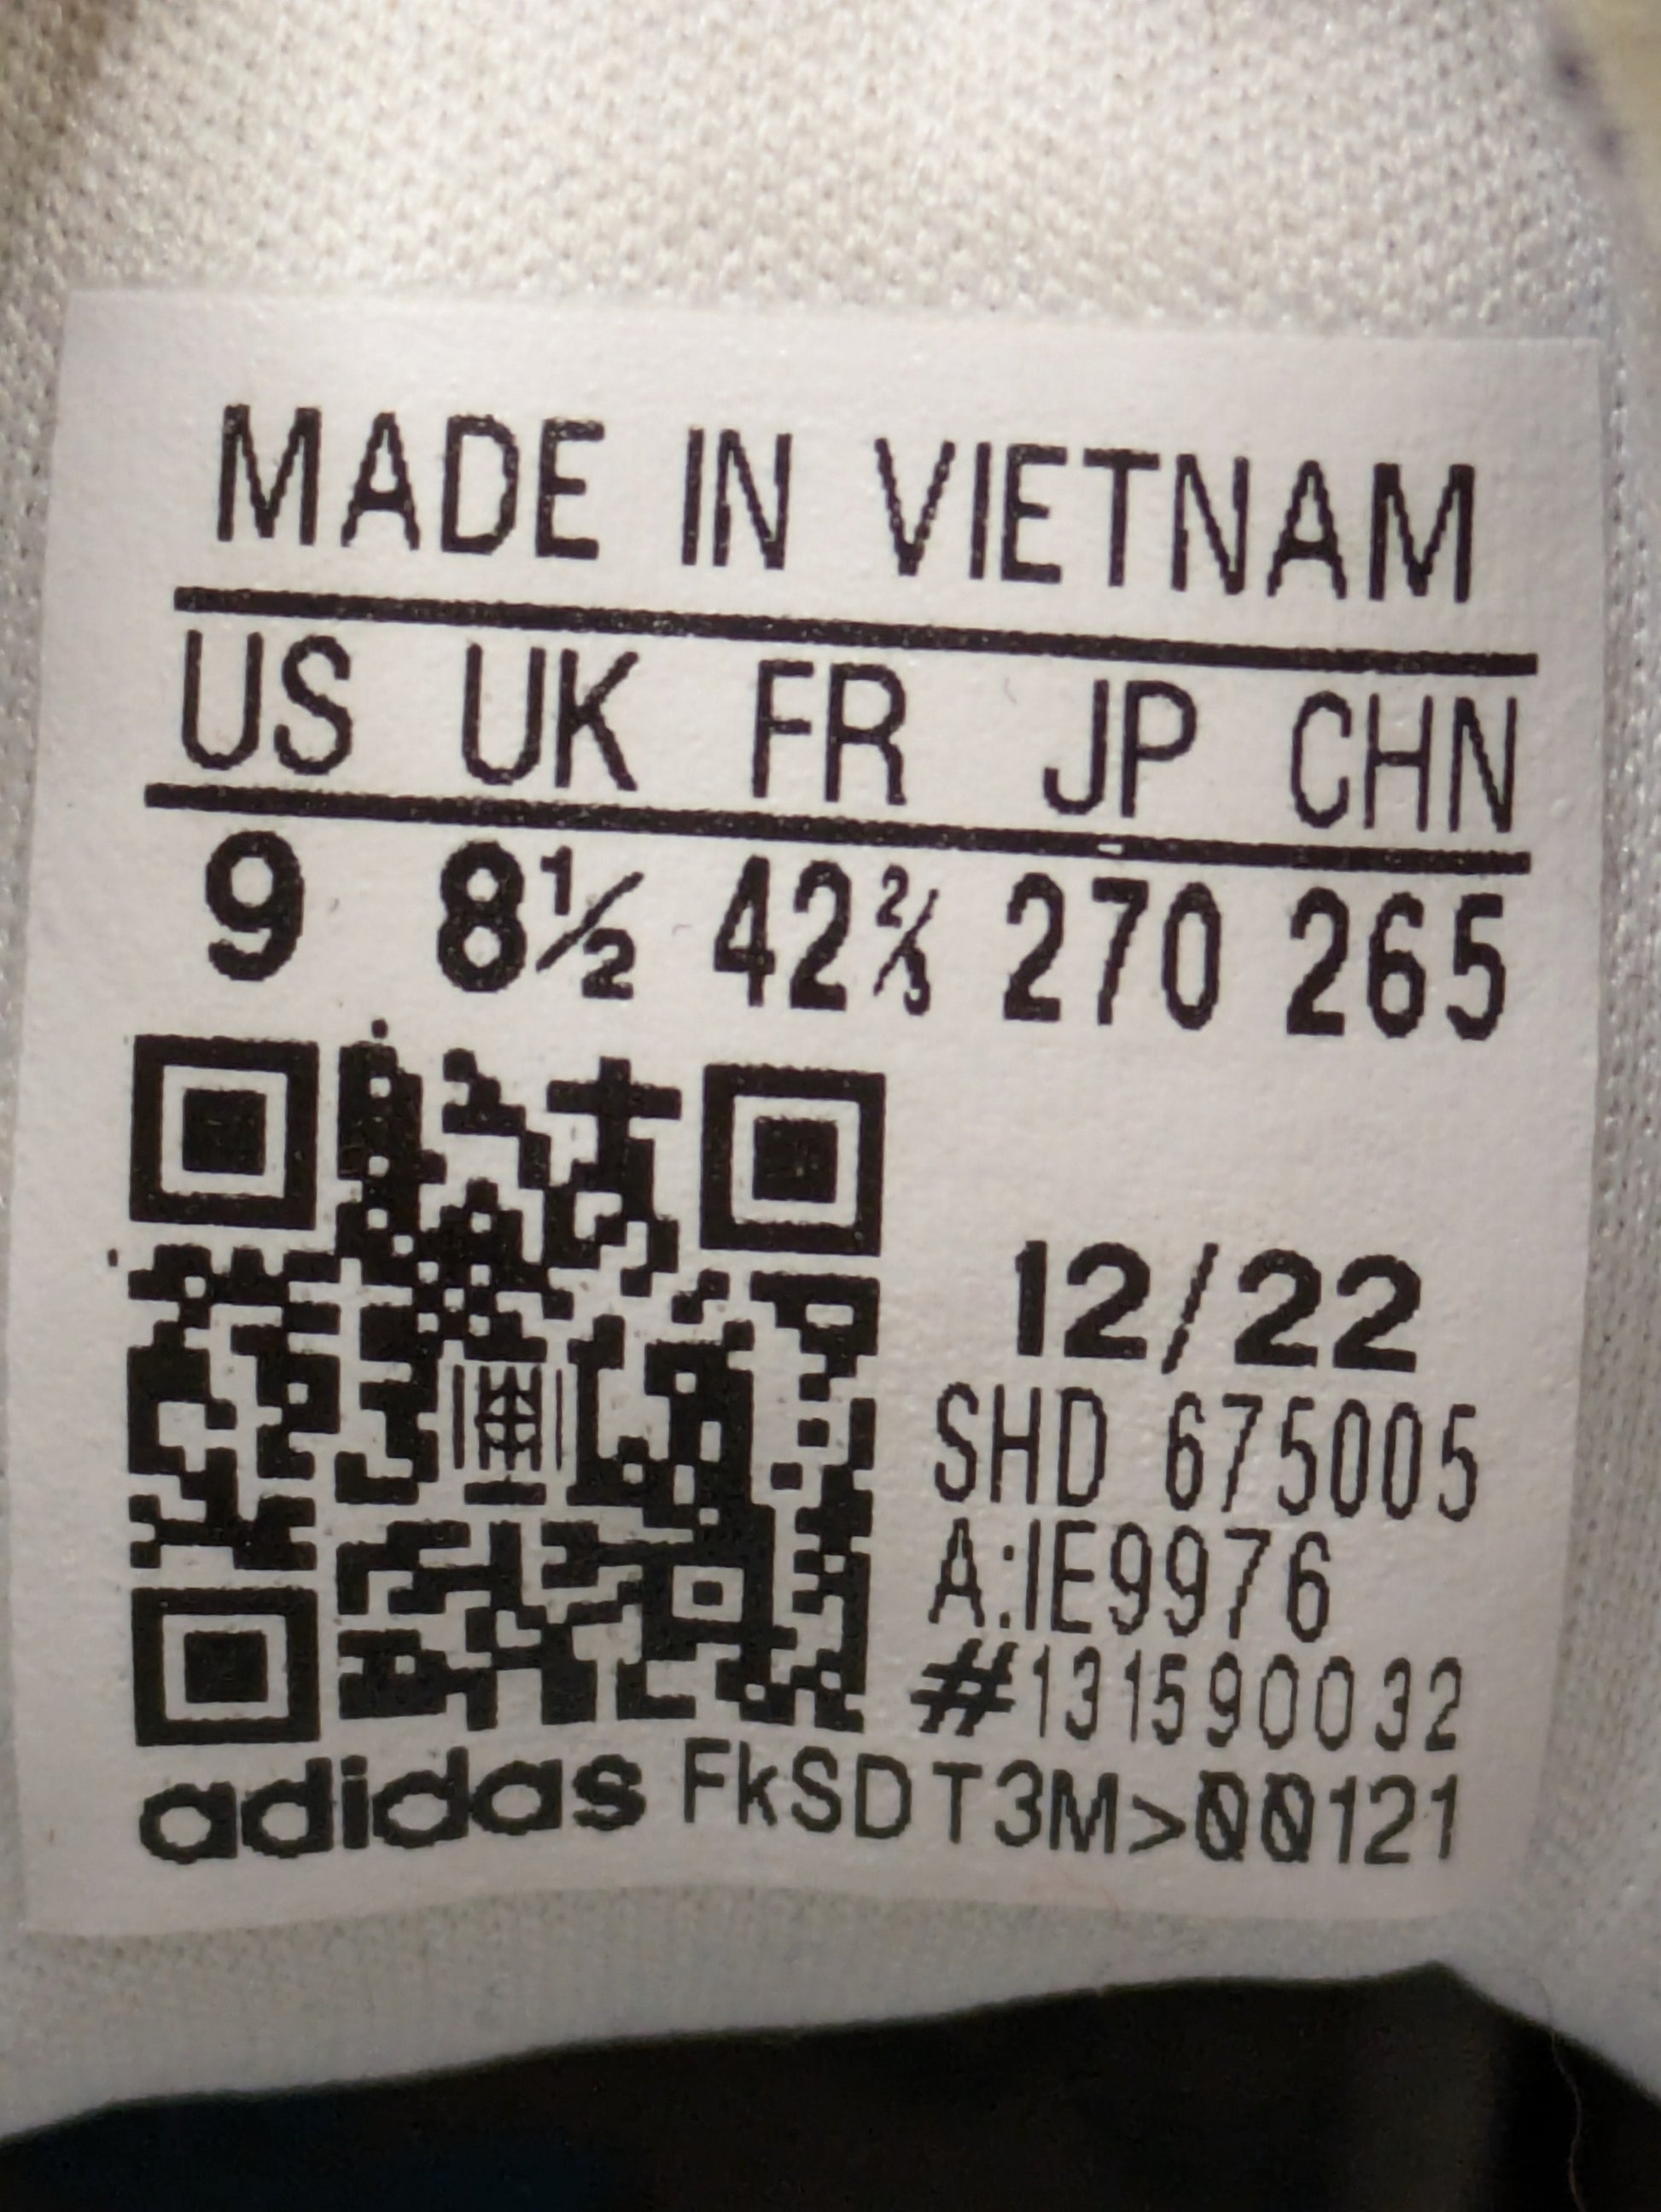 MADE IN VIETNAM
US UK FR JP CHN
9 8½ 42⅔ 270 265
12/22
SHD 675005
A:IE9976
#131590032
adidas FkSDT3M>00121